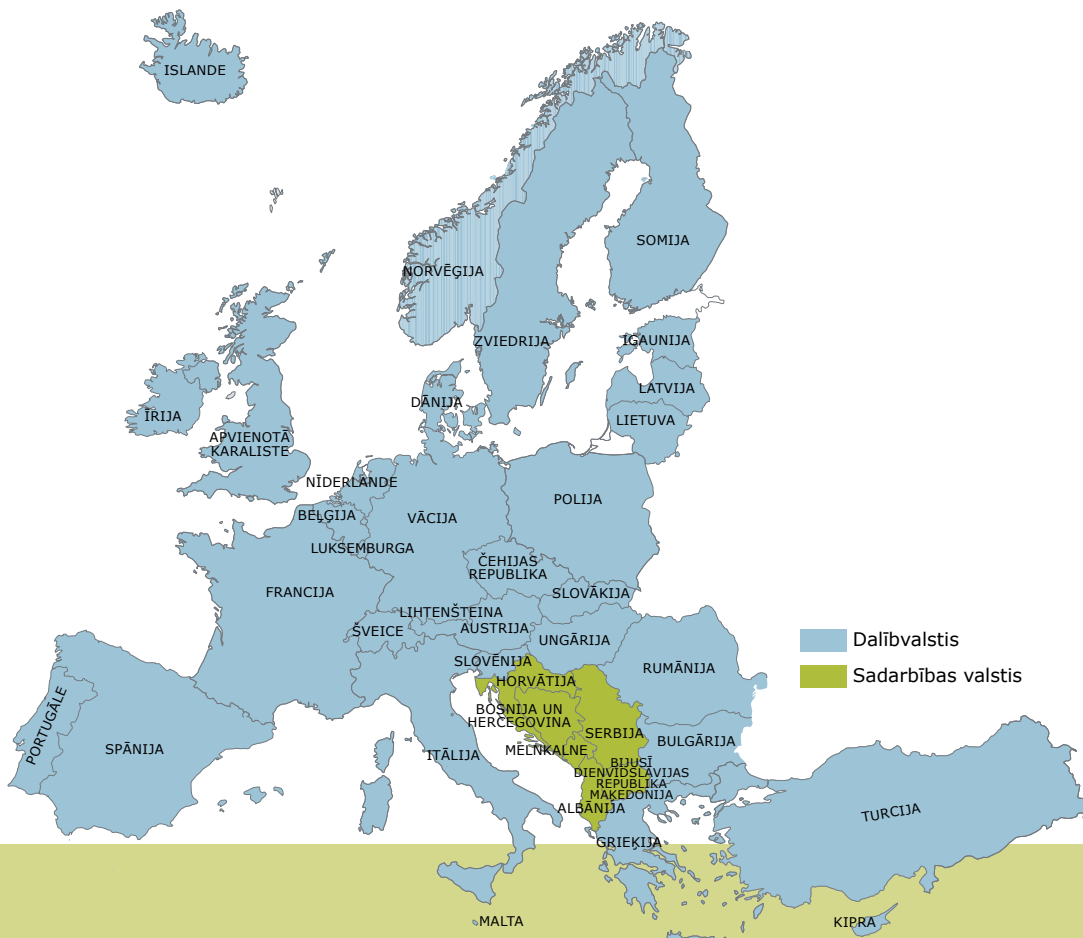 ISLANDE
SOMIJA
NORVĒĢIJA
ZVIEDRIJA
IGAUNIJA
LATVIJA
DĀNIJA
LIETUVA
ĪRIJA
APVIENOTĀ
KARALISTE
NĪDERLANDE
POLIJA
BEĻĢIJA
VĀCIJA
LUKSEMBURGA
ČEHIJAS
REPUBLIKA
FRANCIJA
SLOVĀKIJA
LIHTENŠTEINA
ŠVEICE
AUSTRIJA
UNGĀRIJA
Dalībvalstis
SLOVĒNIJA
RUMĀNIJA
Sadarbības valstis
HORVĀTIJA
PORTUGĀLE
BOSNIJA UN
HERCEGOVINA
SERBIJA
BULGĀRIJA
SPĀNIJA
ITĀLIJA
MELNKALNE
BIJUSĪ
DIENVIDSLĀVIJAS
REPUBLIKA
MAĶEDONIJA
ALBĀNIJA
TURCIJA
GRIEĶIJA
MALTA
KIPRA